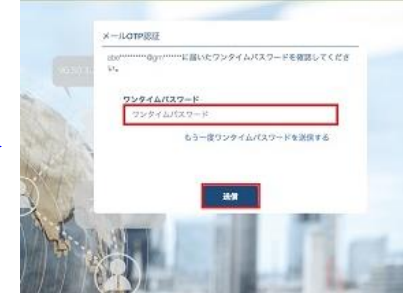 メールOTP認証
に届いたワンタイムパスワードを確認してくださ
い。
ワンタイムパスワード
ワンタイムパスワード
もう一度ワンタイムパスワードを送信する
送信